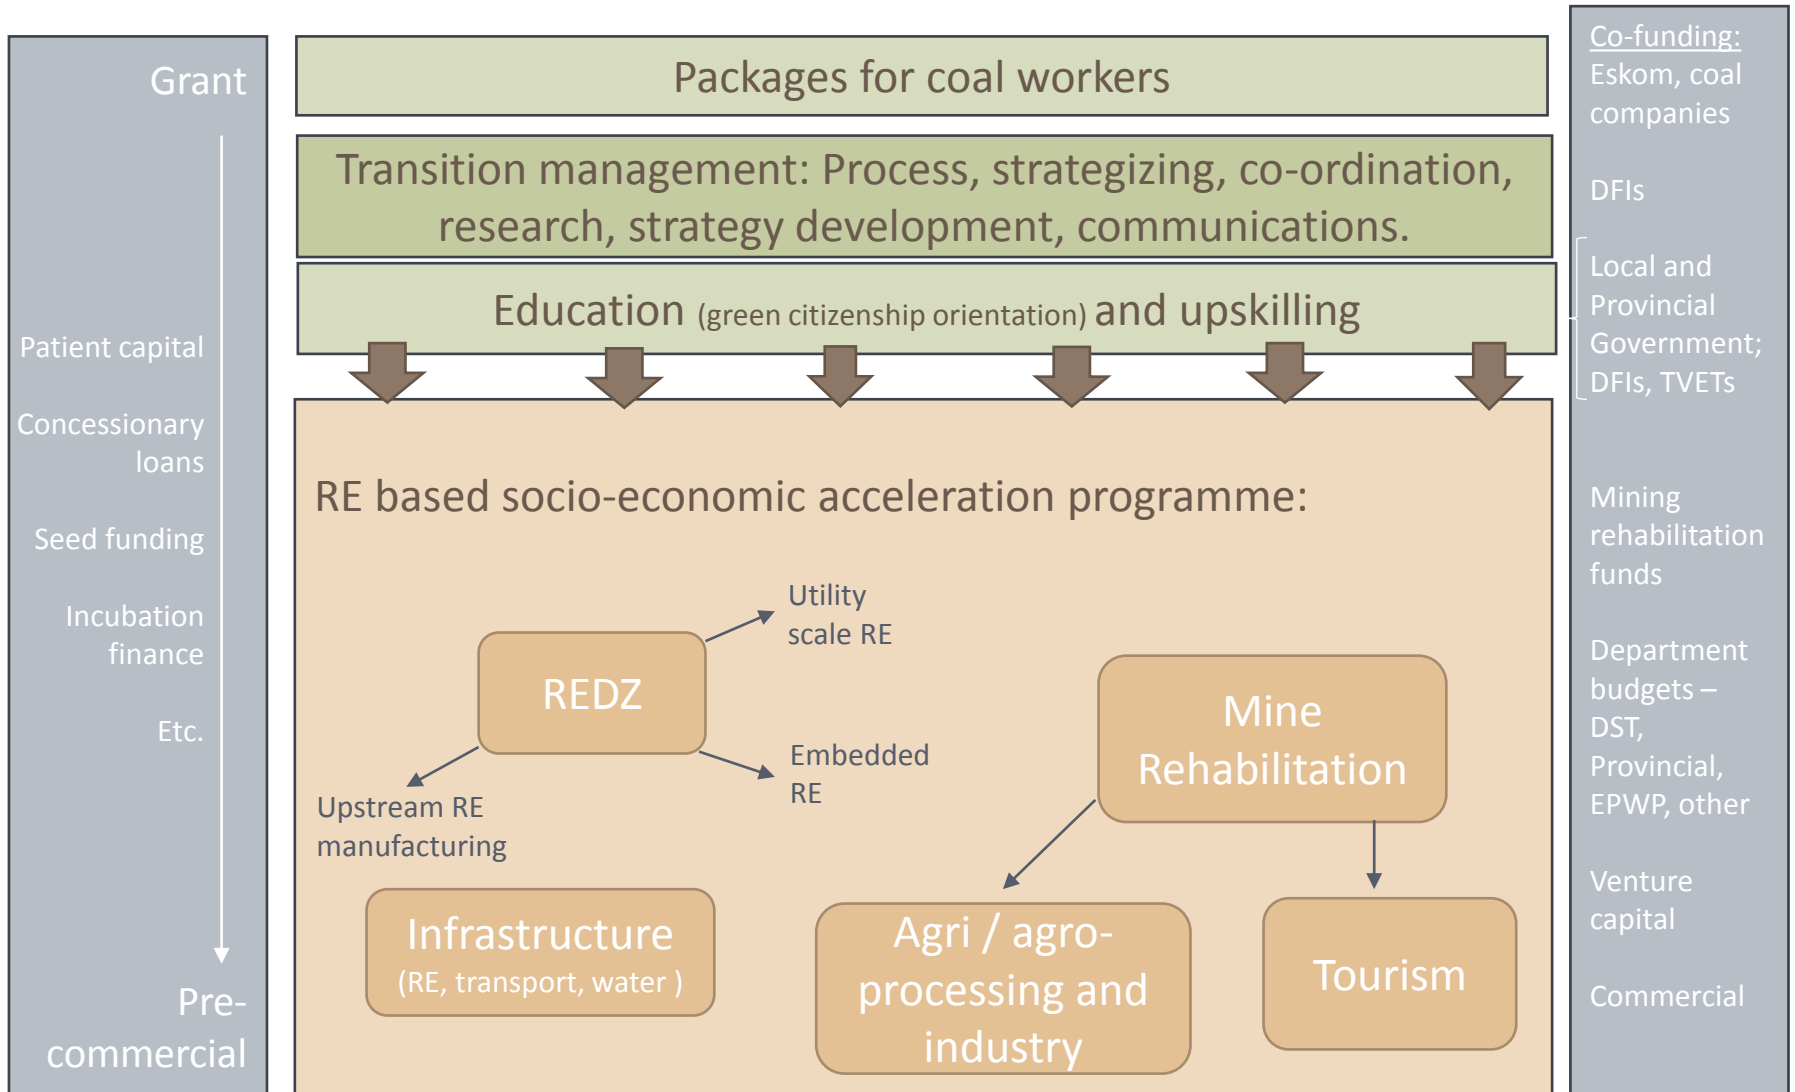 Grant
Patient capital
Concessionary
loans
Seed funding
Incubation
finance
Etc.
Pre-
commercial
Packages for coal workers
Transition management: Process, strategizing, co-ordination,
research, strategy development, communications.
Education (green citizenship orientation) and upskilling
RE based socio-economic acceleration programme:
Utility
scale RE
REDZ
Embedded
RE
Upstream RE
manufacturing
Mine
Rehabilitation
Infrastructure
(RE, transport, water )
Agri / agro-
processing and
industry
Tourism
Co-funding:
Eskom, coal
companies
DFIs
Local and
Provincial
Government;
DFIs, TVETs
Mining
rehabilitation
funds
Department
budgets –
DST,
Provincial,
EPWP, other
Venture
capital
Commercial